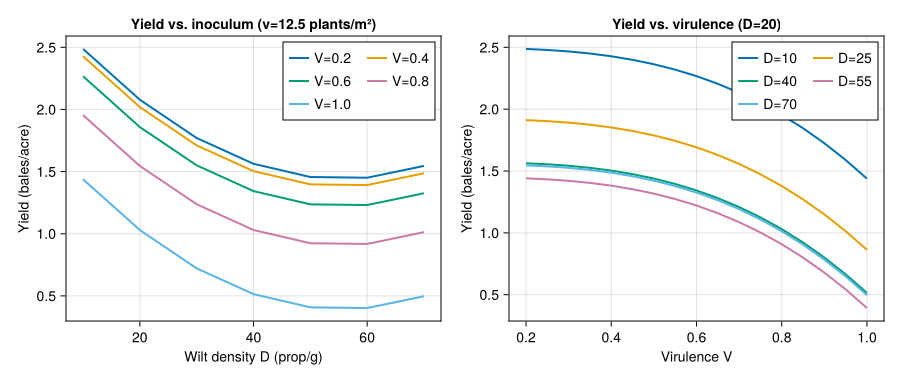 Yield vs. inoculum (v=12.5 plants/m²)
Yield (bales/acre)
2.5
2.0
1.5
1.0
0.5
20
40
60
Wilt density D (prop/g)
V=0.2
V=0.4
V=0.6
V=0.8
V=1.0
Yield vs. virulence (D=20)
Yield (bales/acre)
2.5
2.0
1.5
1.0
0.5
0.2
0.4
0.6
0.8
1.0
Virulence V
D=10
D=25
D=40
D=55
D=70